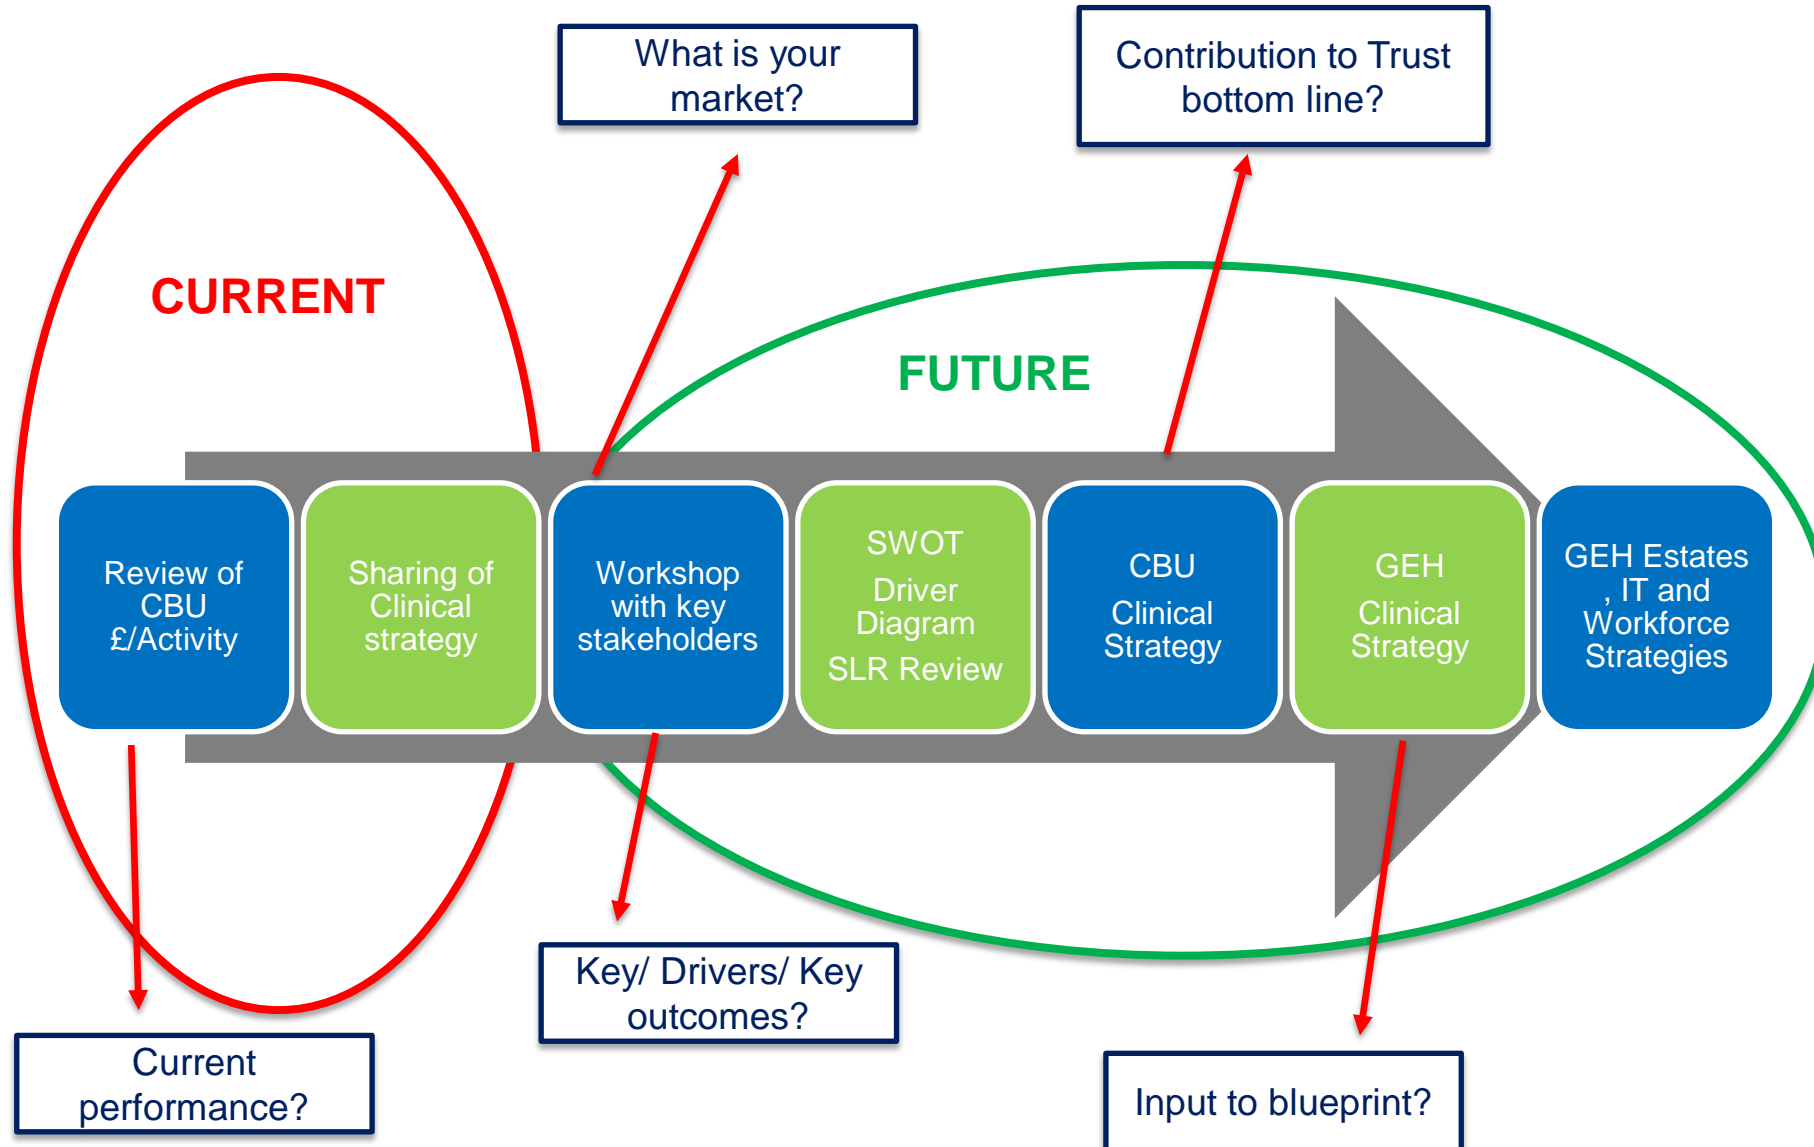 What is your
market?
Contribution to Trust
bottom line?
CURRENT
FUTURE
Review of
CBU
£/Activity
Sharing of
Clinical
strategy
Workshop
with key
stakeholders
SWOT
Driver
Diagram
SLR Review
CBU
Clinical
Strategy
GEH
Clinical
Strategy
GEH Estates
, IT and
Workforce
Strategies
Key/ Drivers/ Key
outcomes?
Current
performance?
Input to blueprint?